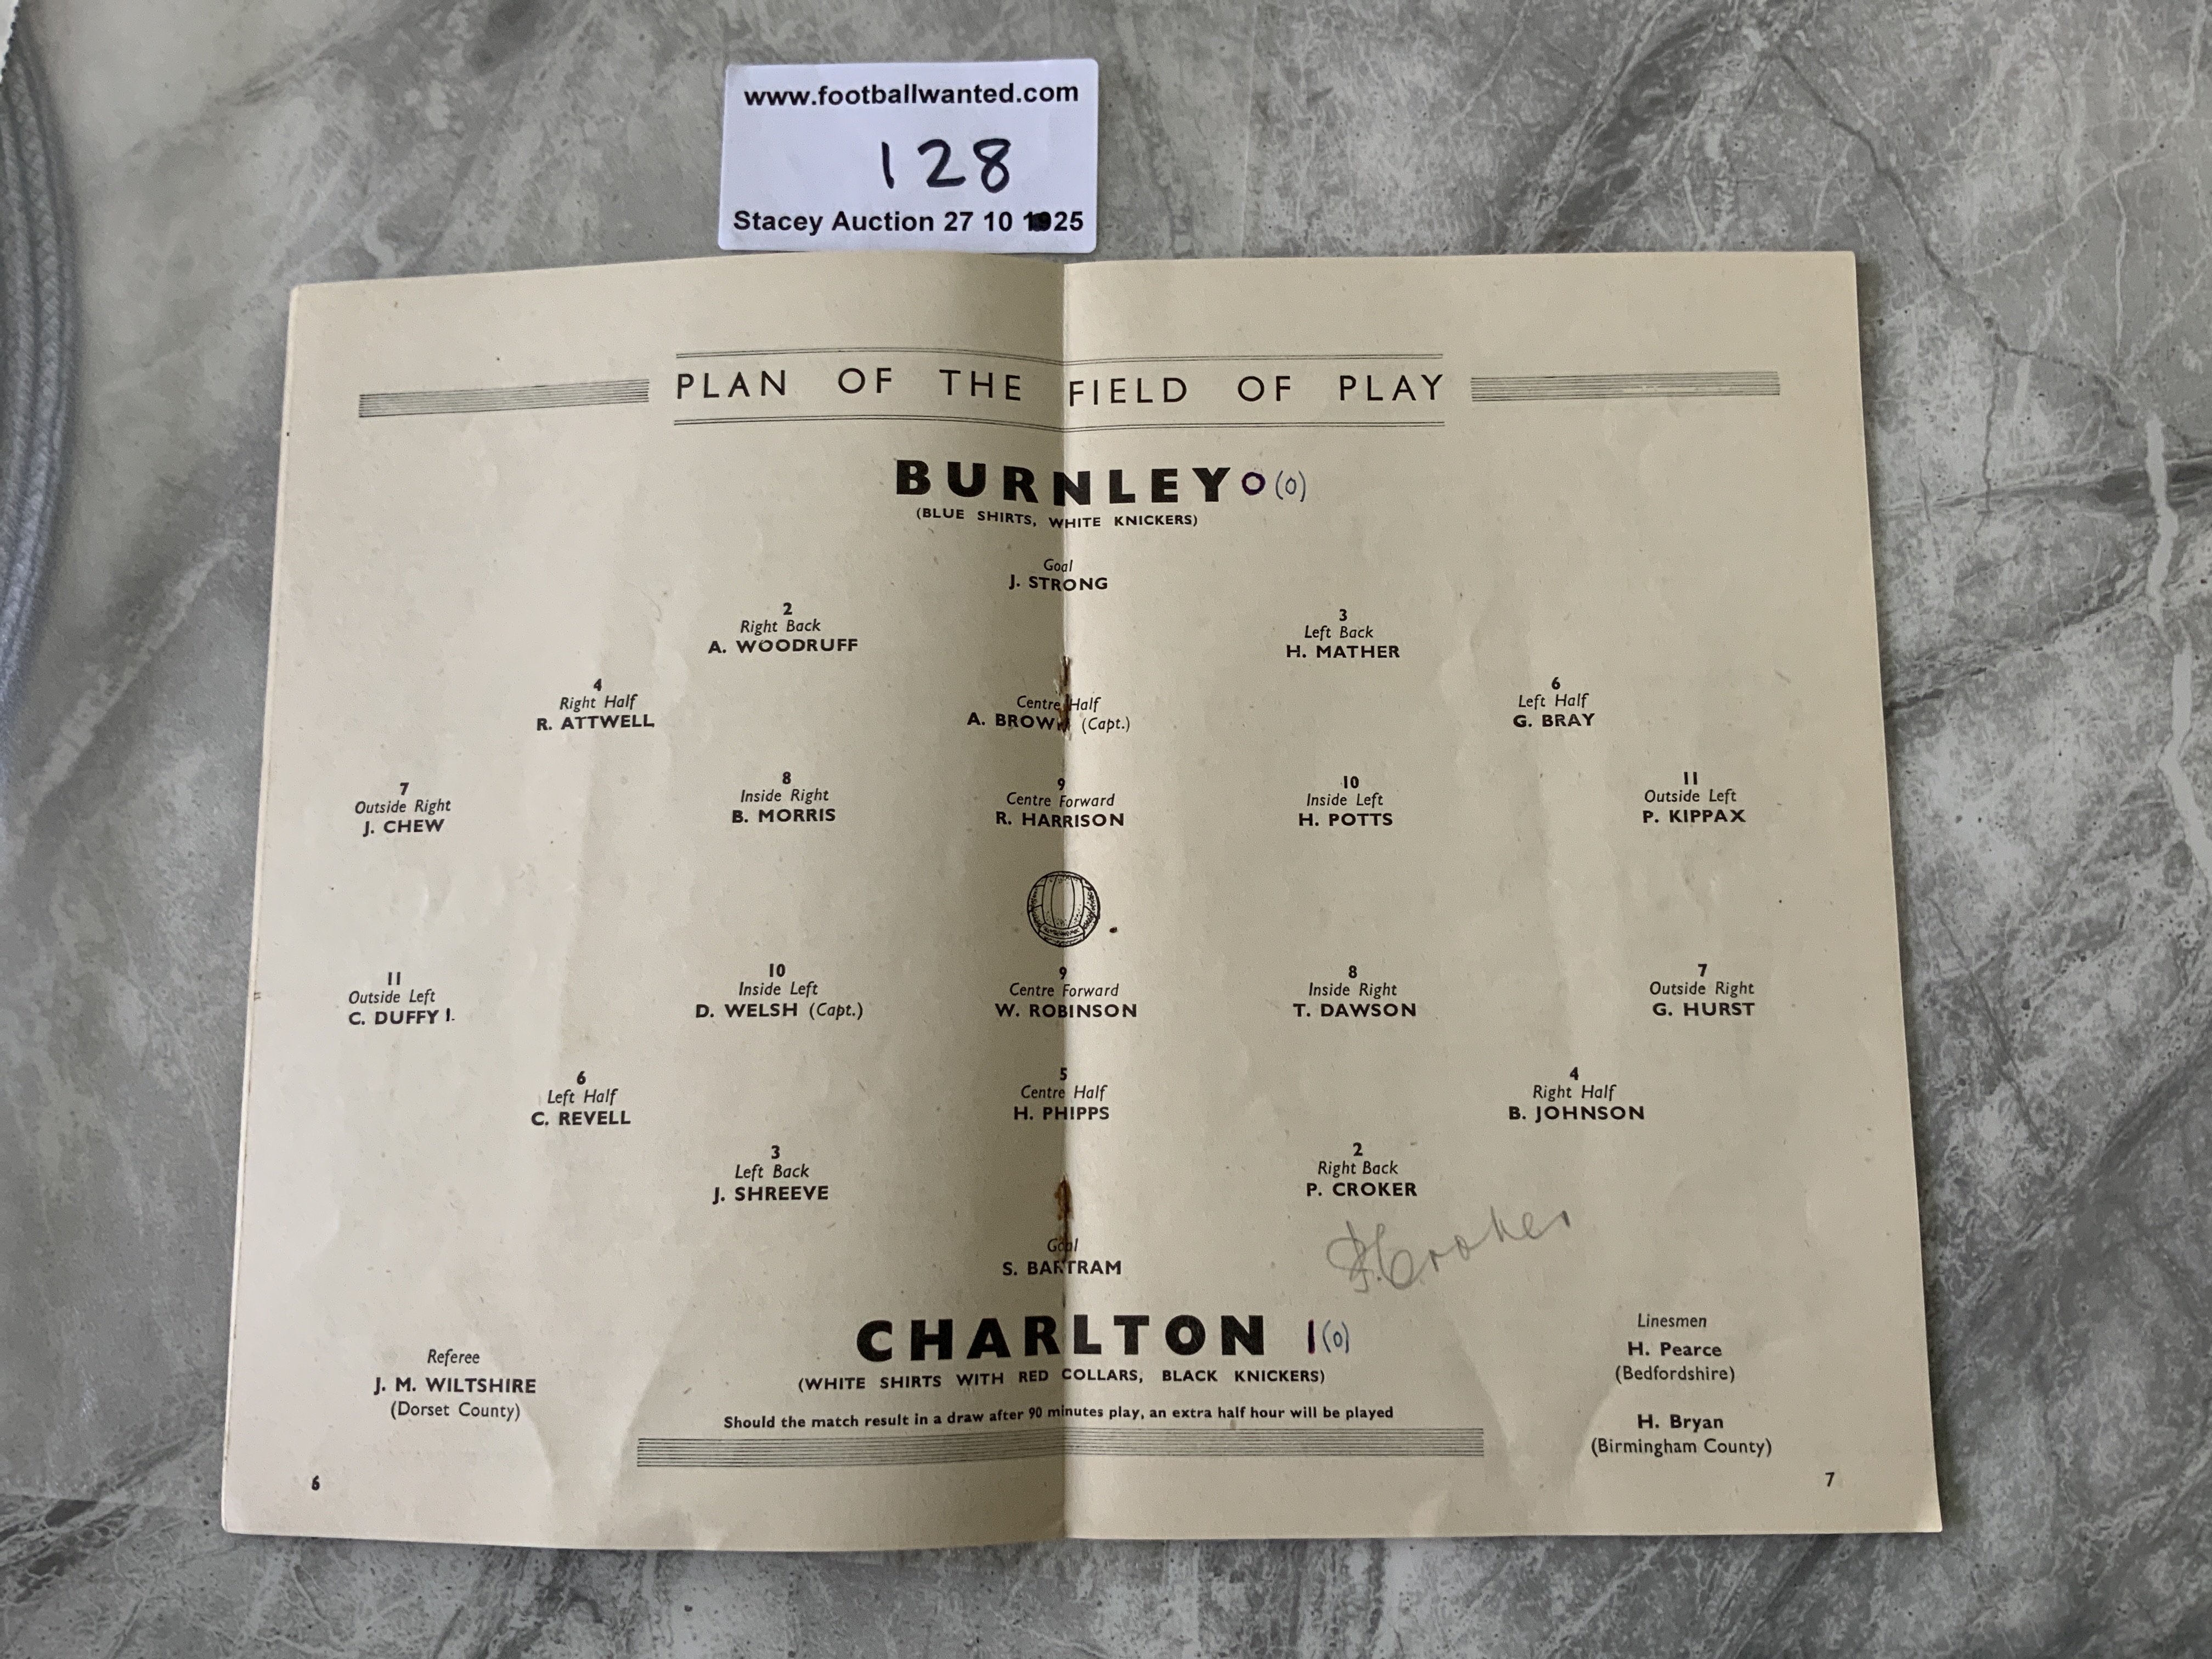 www.footballwanted.com
128
Stacey Auction 27 10 25
PLAN OF THE FIELD OF PLAY
BURNLEY 0 (0)
(BLUE SHIRTS, WHITE KNICKERS)
Goal
J. STRONG
2
Right Back
A. WOODRUFF
3
Left Back
H. MATHER
4
Right Half
R. ATTWELL
Centre Half
A. BROWN (Capt.)
6
Left Half
G. BRAY
7
Outside Right
J. CHEW
8
Inside Right
B. MORRIS
9
Centre Forward
R. HARRISON
10
Inside Left
H. POTTS
11
Outside Left
P. KIPPAX
11
Outside Left
C. DUFFY 1.
10
Inside Left
D. WELSH (Capt.)
9
Centre Forward
W. ROBINSON
8
Inside Right
T. DAWSON
7
Outside Right
G. HURST
6
Left Half
C. REVELL
5
Centre Half
H. PHIPPS
4
Right Half
B. JOHNSON
3
Left Back
J. SHREEVE
2
Right Back
P. CROKER
Croker
Goal
S. BARTRAM
CHARLTON 1 (0)
(WHITE SHIRTS WITH RED COLLARS, BLACK KNICKERS)
Should the match result in a draw after 90 minutes play, an extra half hour will be played
Referee
J. M. WILTSHIRE
(Dorset County)
Linesmen
H. Pearce
(Bedfordshire)
H. Bryan
(Birmingham County)
6
7